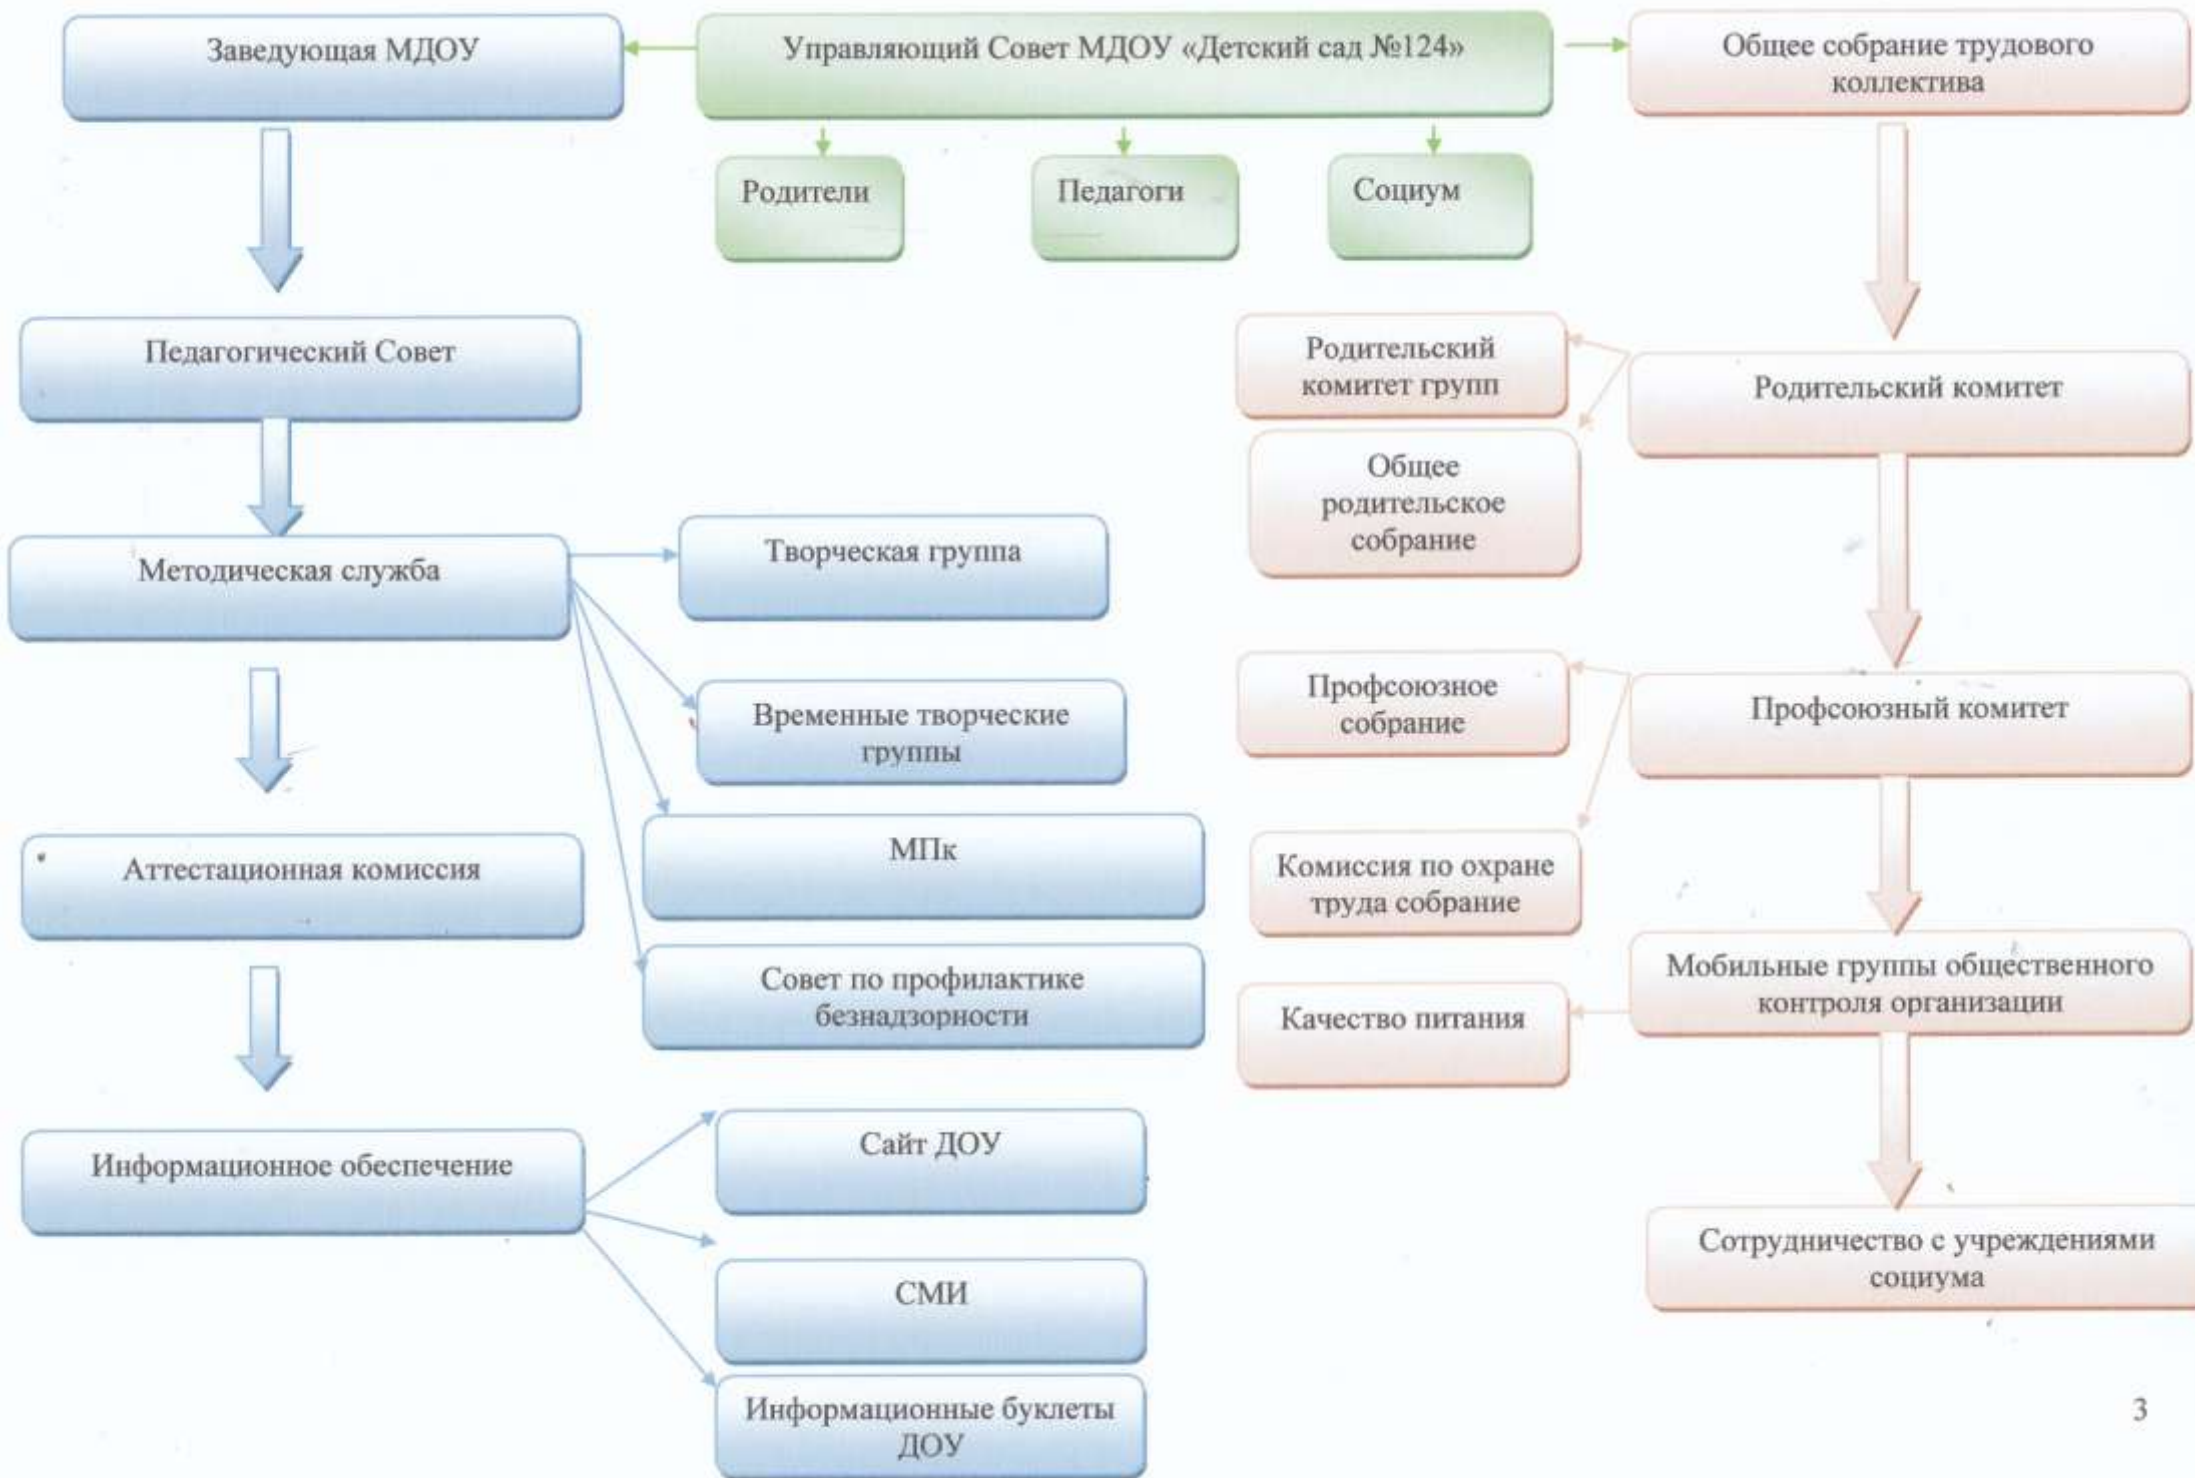 Заведующая МДОУ
Управляющий Совет МДОУ «Детский сад №124»
Общее собрание трудового
коллектива
Родители
Педагоги
Социум
Педагогический Совет
Родительский
комитет групп
Родительский комитет
Общее
родительское
собрание
Методическая служба
Творческая группа
Временные творческие
группы
Профсоюзное
собрание
Профсоюзный комитет
Аттестационная комиссия
МПк
Комиссия по охране
труда собрание
Совет по профилактике
безнадзорности
Мобильные группы общественного
контроля организации
Качество питания
Информационное обеспечение
Сайт ДОУ
СМИ
Информационные буклеты
ДОУ
Сотрудничество с учреждениями
социума
3